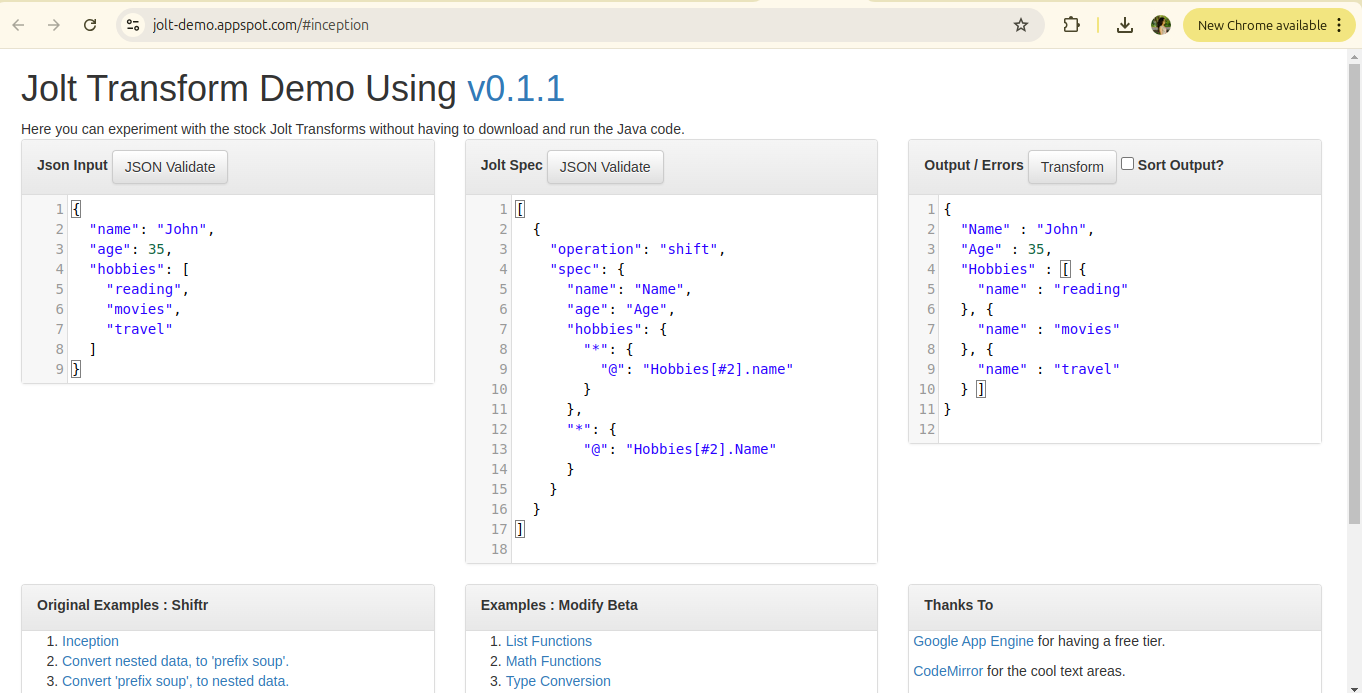 jolt-demo.appspot.com/#inception
New Chrome available
Jolt Transform Demo Using v0.1.1
Here you can experiment with the stock Jolt Transforms without having to download and run the Java code.
Json Input JSON Validate
1 {
2 "name": "John",
3 "age": 35,
4 "hobbies": [
5 "reading",
6 "movies",
7 "travel"
8 ]
9 }
Jolt Spec JSON Validate
1 [
2 {
3 "operation": "shift",
4 "spec": {
5 "name": "Name",
6 "age": "Age",
7 "hobbies": {
8 "*": {
9 "@": "Hobbies[#2].name"
10 }
11 },
12 "*": {
13 "@": "Hobbies[#2].Name"
14 }
15 }
16 }
17 ]
18
Output / Errors Transform Sort Output?
1 {
2 "Name" : "John",
3 "Age" : 35,
4 "Hobbies" : [ {
5 "name" : "reading"
6 }, {
7 "name" : "movies"
8 }, {
9 "name" : "travel"
10 } ]
11 }
12
Original Examples : Shiftr
1. Inception
2. Convert nested data, to 'prefix soup'.
3. Convert 'prefix soup', to nested data.
Examples : Modify Beta
1. List Functions
2. Math Functions
3. Type Conversion
Thanks To
Google App Engine for having a free tier.
CodeMirror for the cool text areas.